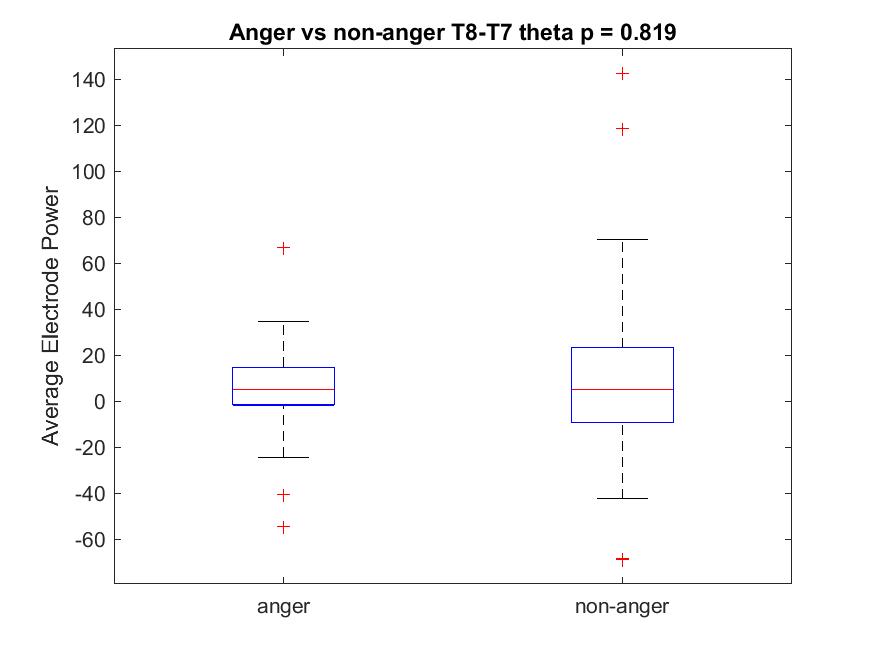 Anger vs non-anger T8-T7 theta p = 0.819
Average Electrode Power
140
120
100
80
60
40
20
0
-20
-40
-60
anger
non-anger